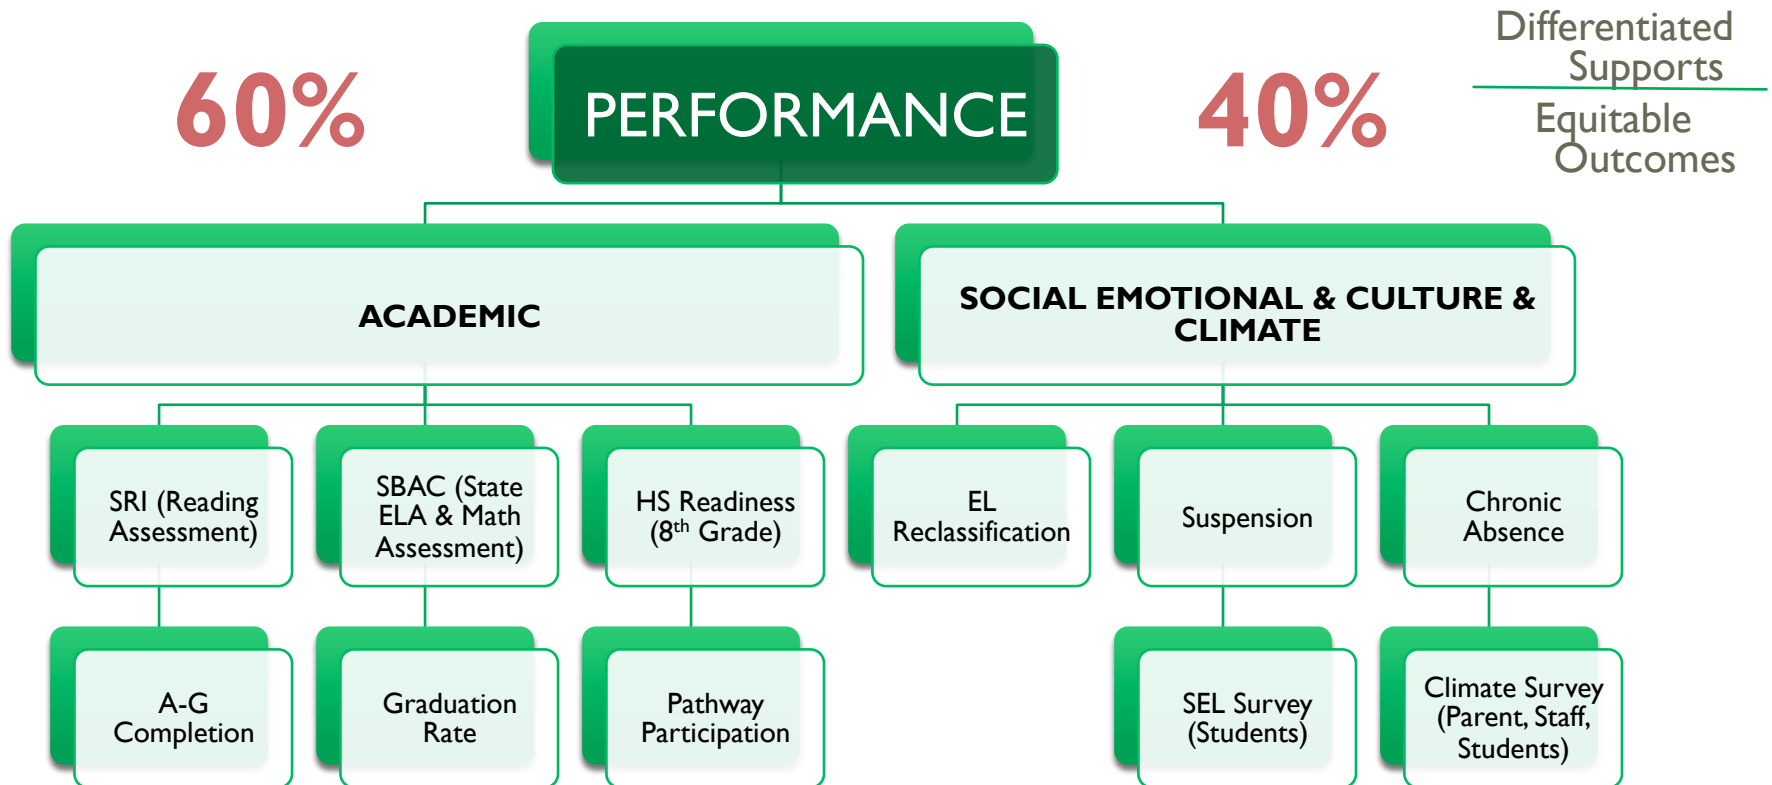 60%
PERFORMANCE
40%
Differentiated
Supports
Equitable
Outcomes
ACADEMIC
SOCIAL EMOTIONAL & CULTURE &
CLIMATE
SRI (Reading
Assessment)
SBAC (State
ELA & Math
Assessment)
HS Readiness
(8th Grade)
EL
Reclassification
Suspension
Chronic
Absence
A-G
Completion
Graduation
Rate
Pathway
Participation
SEL Survey
(Students)
Climate Survey
(Parent, Staff,
Students)